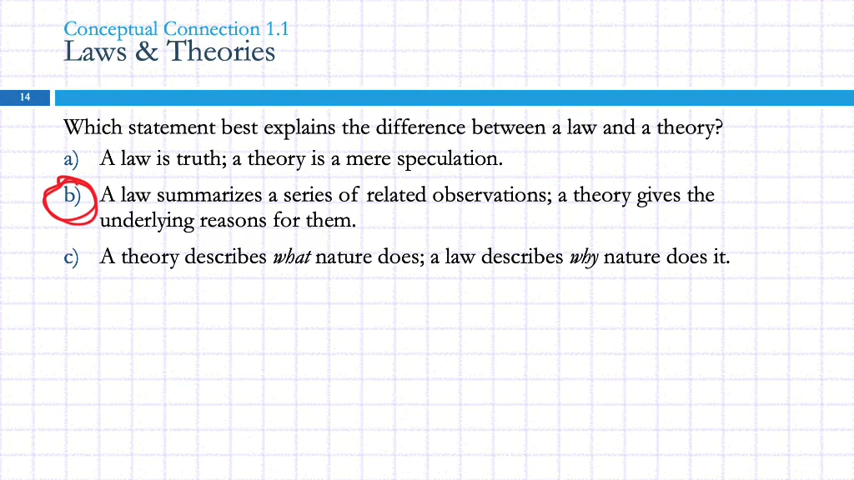 Conceptual Connection 1.1
Laws & Theories
14
Which statement best explains the difference between a law and a theory?
a) A law is truth; a theory is a mere speculation.
b) A law summarizes a series of related observations; a theory gives the
underlying reasons for them.
c) A theory describes what nature does; a law describes why nature does it.